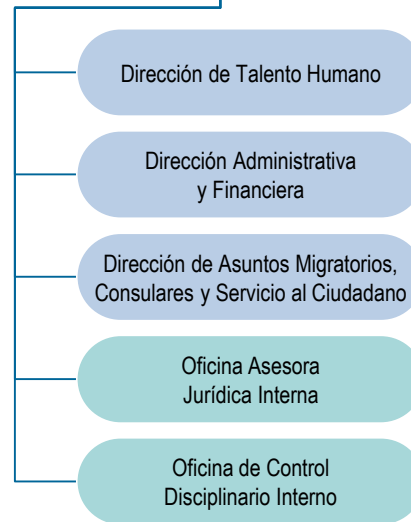 Dirección de Talento Humano
Dirección Administrativa
y Financiera
Dirección de Asuntos Migratorios,
Consulares y Servicio al Ciudadano
Oficina Asesora
Jurídica Interna
Oficina de Control
Disciplinario Interno